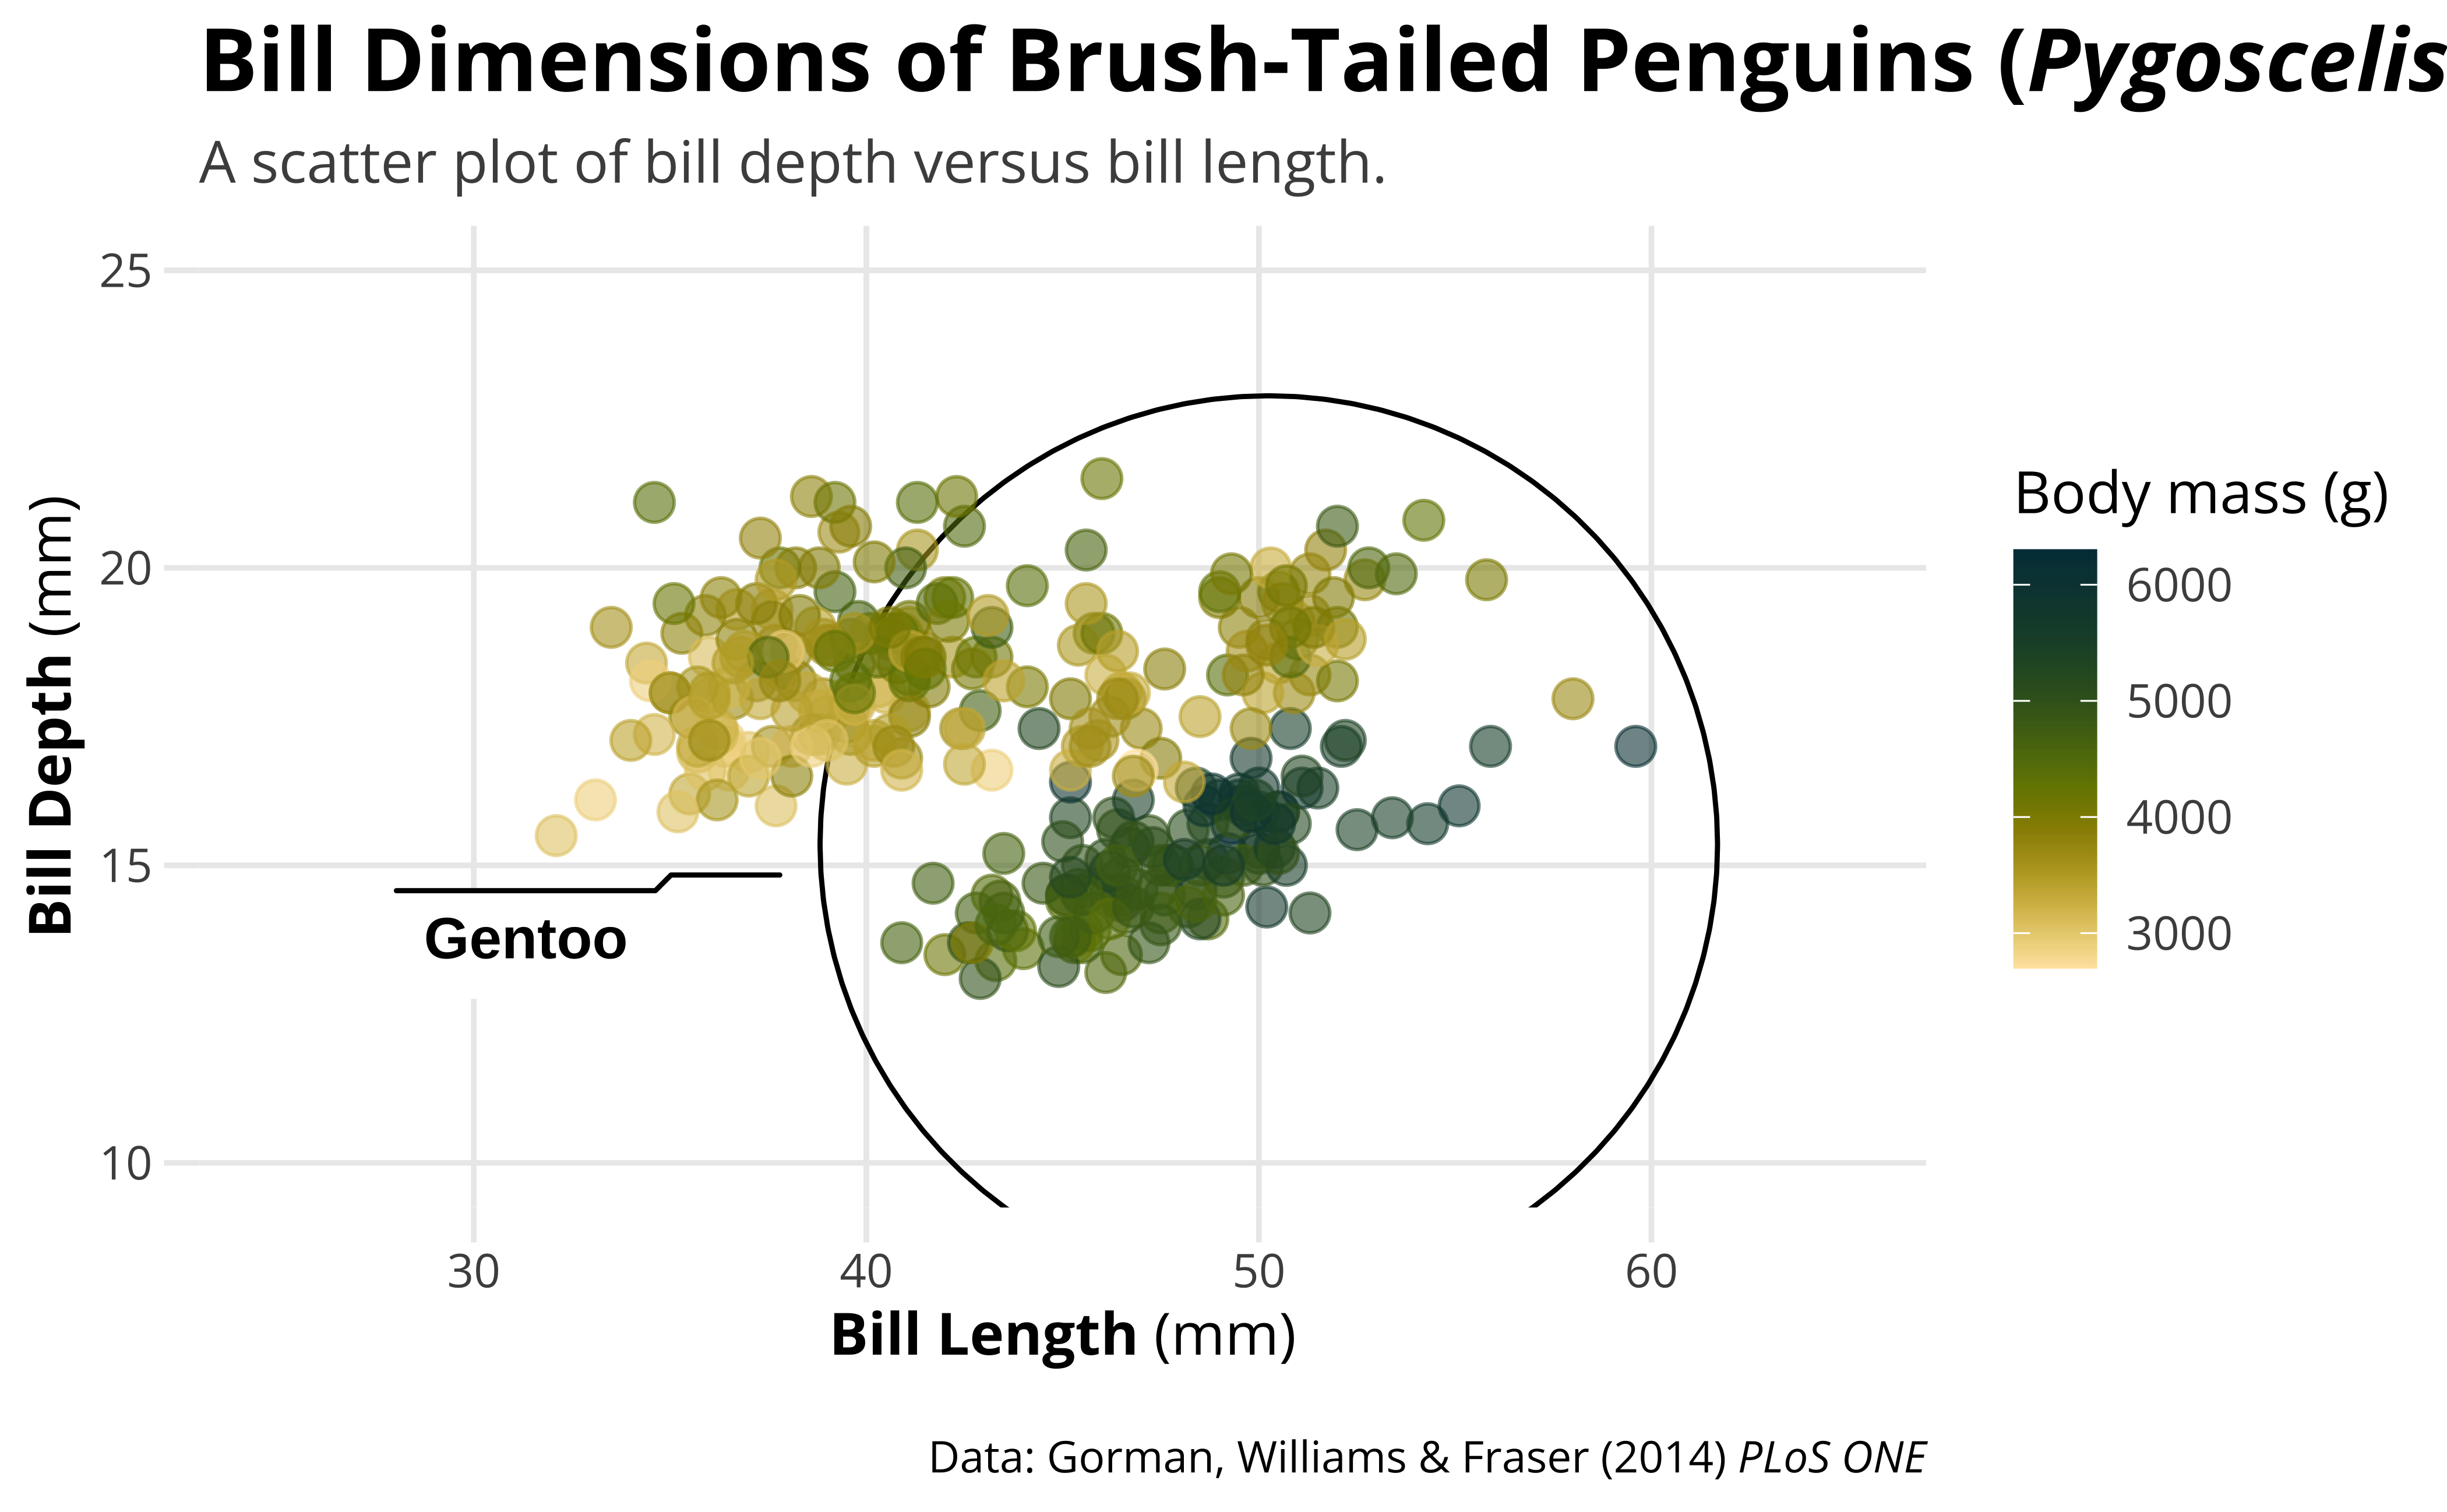 Bill Dimensions of Brush-Tailed Penguins (Pygoscelis
A scatter plot of bill depth versus bill length.
25
20
15
10
Bill Depth (mm)
Gentoo
30
40
50
60
Bill Length (mm)
Body mass (g)
6000
5000
4000
3000
Data: Gorman, Williams & Fraser (2014) PLoS ONE